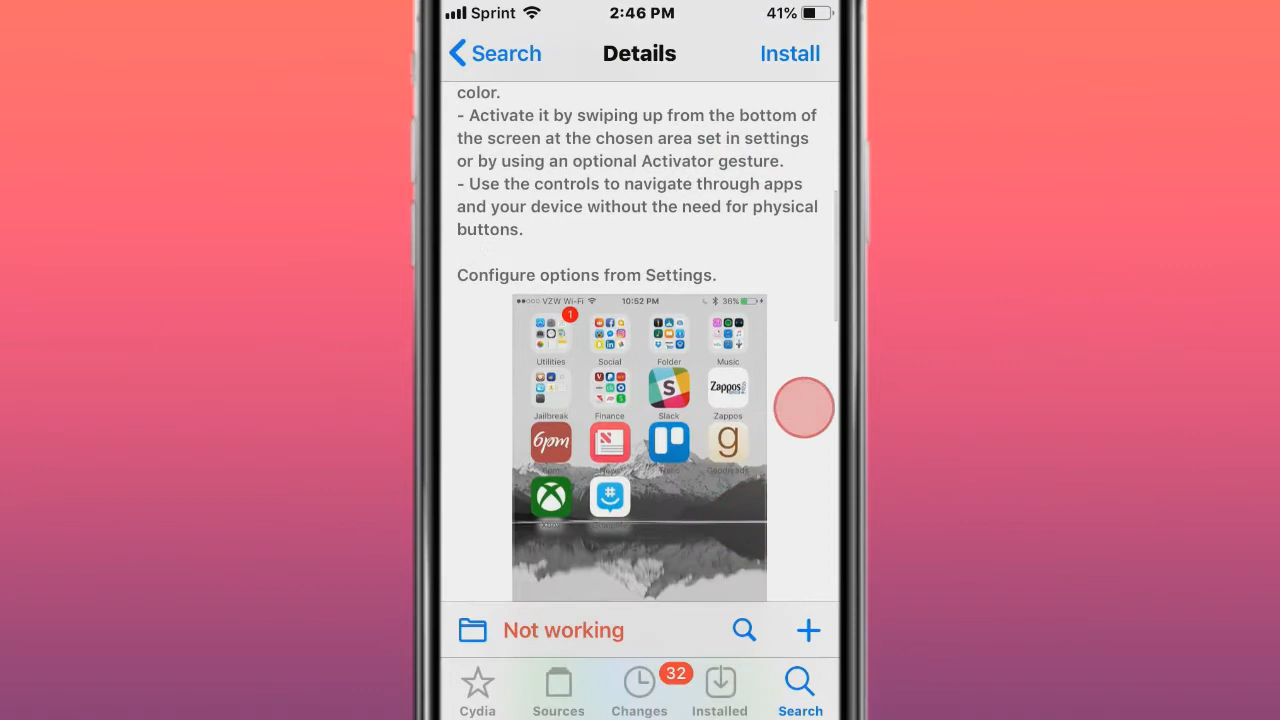 Sprint 2:46 PM 41%
Search Details Install
color.
- Activate it by swiping up from the bottom of
the screen at the chosen area set in settings
or by using an optional Activator gesture.
- Use the controls to navigate through apps
and your device without the need for physical
buttons.
Configure options from Settings.
VZW Wi-Fi 10:52 PM 36%
1
Utilities Social Folder Music
S Zappos
Jailbreak Finance Slack Zappos
6pm N g
Goodreads
#
Not working
32
Cydia Sources Changes Installed Search